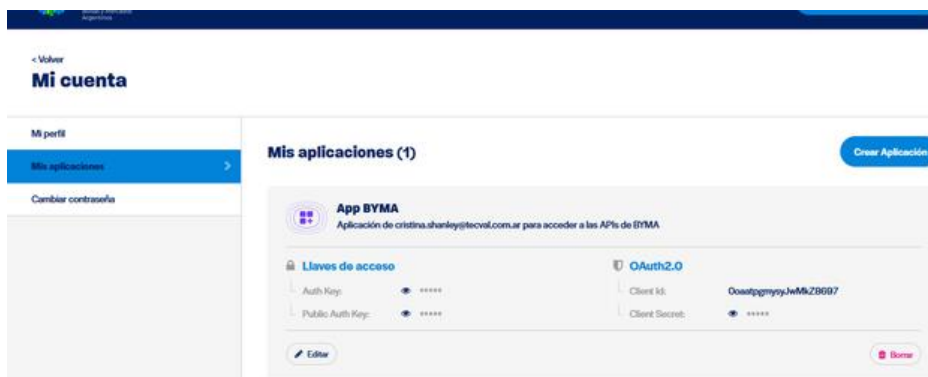 Argentinos
< Volver
Mi cuenta
Mi perfil
Mis aplicaciones
Cambiar contraseña
Mis aplicaciones (1)
Crear Aplicación
App BYMA
Aplicación de cristina.shanley@tecval.com.ar para acceder a las APIs de BYMA
Llaves de acceso
Auth Key: *****
Public Auth Key: *****
OAuth2.0
Client Id:
Client Secret: *****
Editar
Borrar